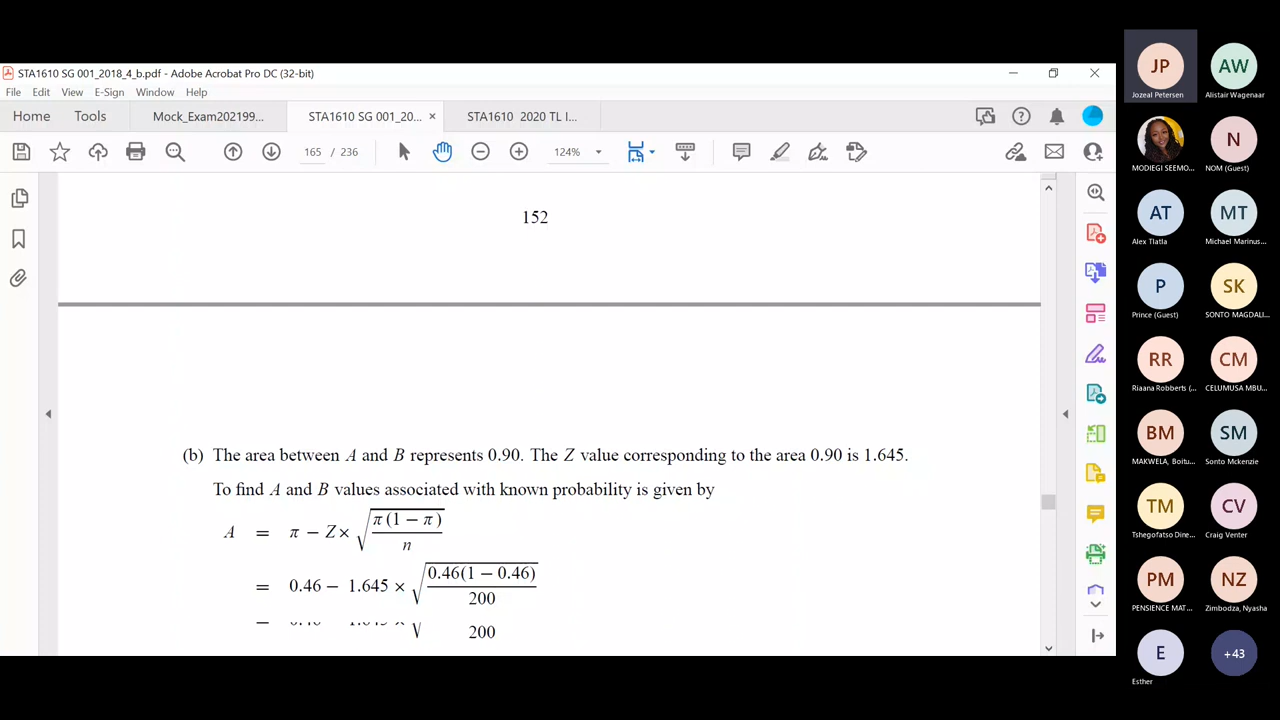 STA1610 SG 001_2018_4_b.pdf - Adobe Acrobat Pro DC (32-bit)
File Edit View E-Sign Window Help
Home Tools Mock_Exam202199... STA1610 SG 001_20... × STA1610 2020 TL I...
165 / 236 124%
152
(b) The area between A and B represents 0.90. The Z value corresponding to the area 0.90 is 1.645.
To find A and B values associated with known probability is given by
A = π − Z × √(π(1 − π) / n)
= 0.46 − 1.645 × √(0.46(1 − 0.46) / 200)
200
JP AW
Jozeal Petersen Alistair Wagenaar
N
MODIEGI SEEMO... NOM (Guest)
AT MT
Alex Tlatla Michael Marinus...
P SK
Prince (Guest) SONTO MAGDALI...
RR CM
Riaana Robberts (... CELUMUSA MBU...
BM SM
MAKWELA, Boitu... Sonto Mckenzie
TM CV
Tshegofatso Dine... Craig Venter
PM NZ
PENSIENCE MAT... Zimbodza, Nyasha
E +43
Esther